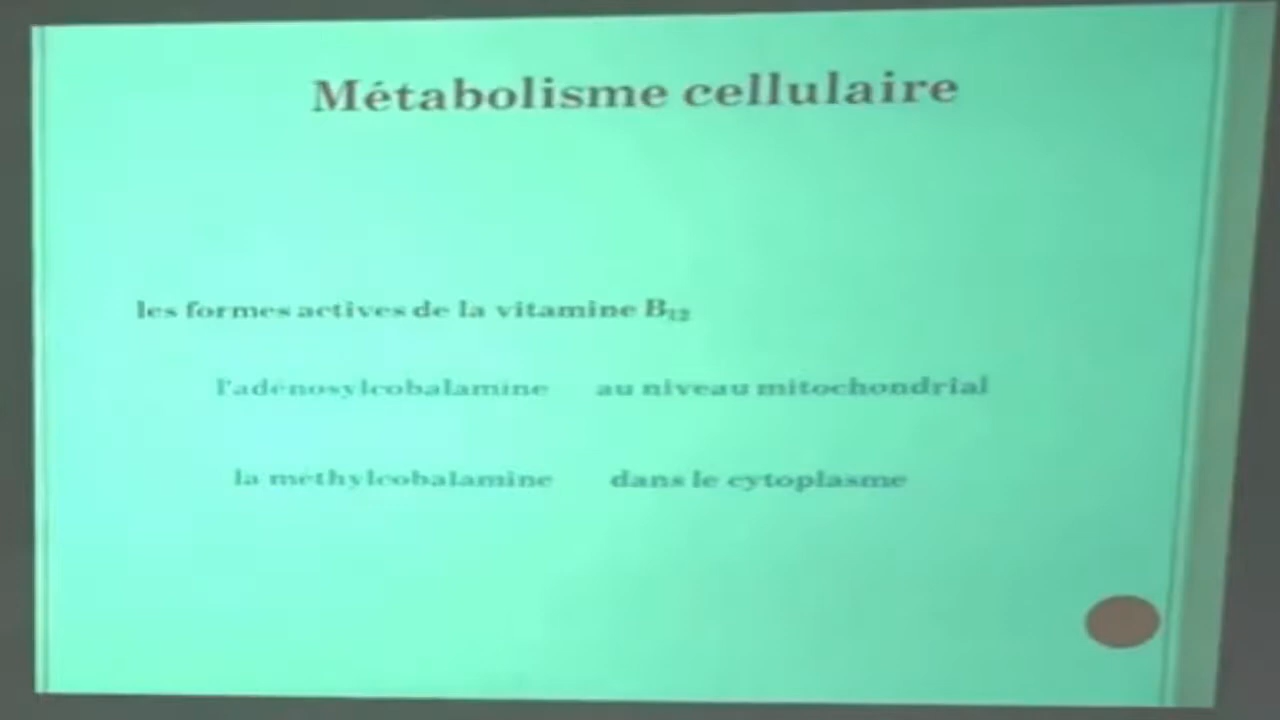 Métabolisme cellulaire
les formes actives de la vitamine B₁₂
l'adénosylcobalamine au niveau mitochondrial
la méthylcobalamine dans le cytoplasme